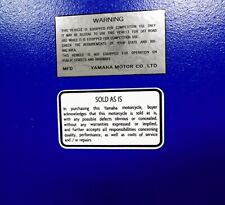 WARNING
THIS VEHICLE IS EQUIPPED FOR COMPETITION USE ONLY
IT MAY BE ILLEGAL TO USE THIS VEHICLE FOR OFF ROAD
USE WHILE IT IS EQUIPPED FOR COMPETITION USE.
CHECK THE REQUIREMENTS OF YOUR STATE AND
THIS VEHICLE IS NOT EQUIPPED FOR OPERATION ON
PUBLIC STREETS AND HIGHWAYS
MFD YAMAHA MOTOR CO. LTD
SOLD AS IS
In purchasing this Yamaha motorcycle, buyer
acknowledges that this motorcycle is sold as is,
with any possible defects obvious or concealed,
without any warranties expressed or implied,
and further accepts all responsibilities concerning
quality, performance, as well as costs of service
and / or repairs